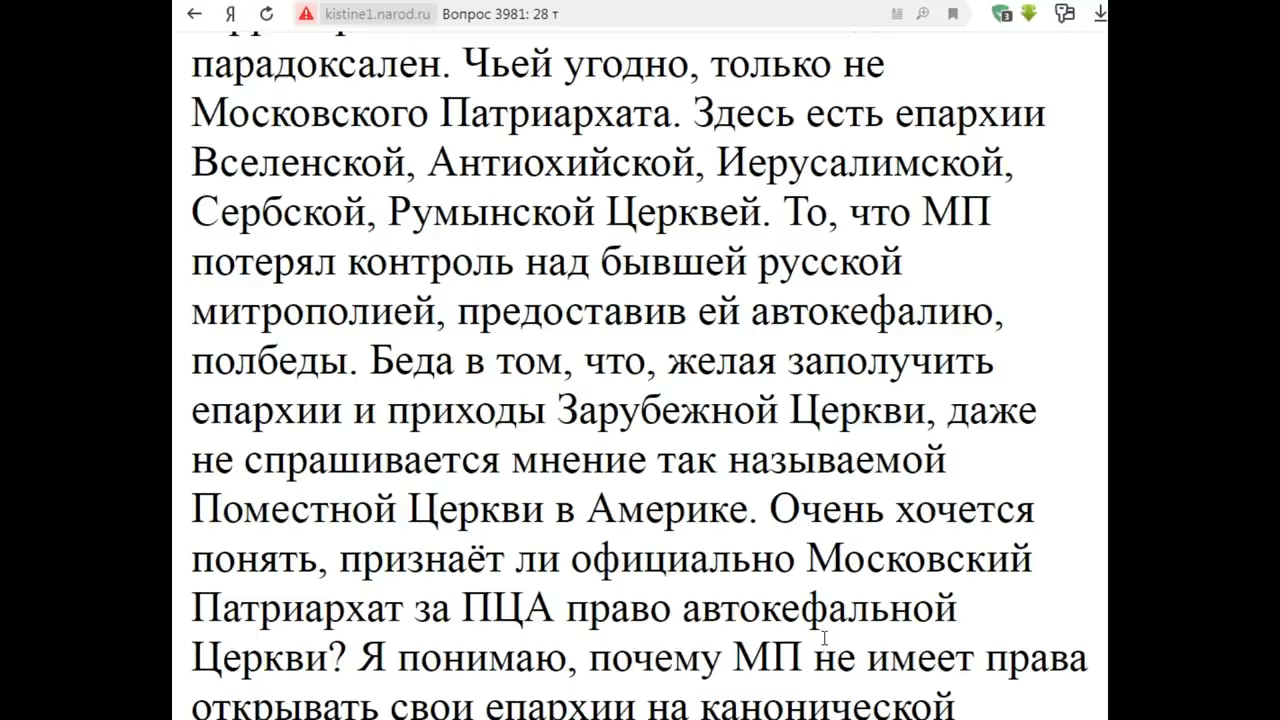 Я kistine1.narod.ru Вопрос 3981: 28 т 3
парадоксален. Чьей угодно, только не
Московского Патриархата. Здесь есть епархии
Вселенской, Антиохийской, Иерусалимской,
Сербской, Румынской Церквей. То, что МП
потерял контроль над бывшей русской
митрополией, предоставив ей автокефалию,
полбеды. Беда в том, что, желая заполучить
епархии и приходы Зарубежной Церкви, даже
не спрашивается мнение так называемой
Поместной Церкви в Америке. Очень хочется
понять, признаёт ли официально Московский
Патриархат за ПЦА право автокефальной
Церкви? Я понимаю, почему МП не имеет права
открывать свои епархии на канонической